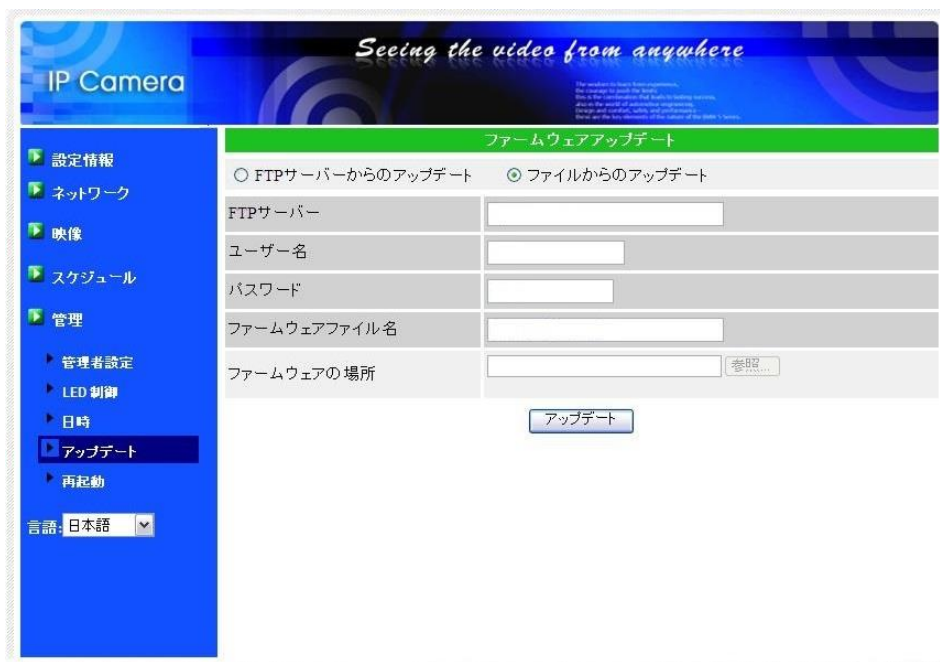 Seeing the video from anywhere
IP Camera
ファームウェアアップデート
設定情報
ネットワーク
映像
スケジュール
管理
管理者設定
LED 制御
日時
アップデート
再起動
言語: 日本語
FTPサーバーからのアップデート ファイルからのアップデート
FTPサーバー
ユーザー名
パスワード
ファームウェアファイル名
ファームウェアの場所 参照...
アップデート